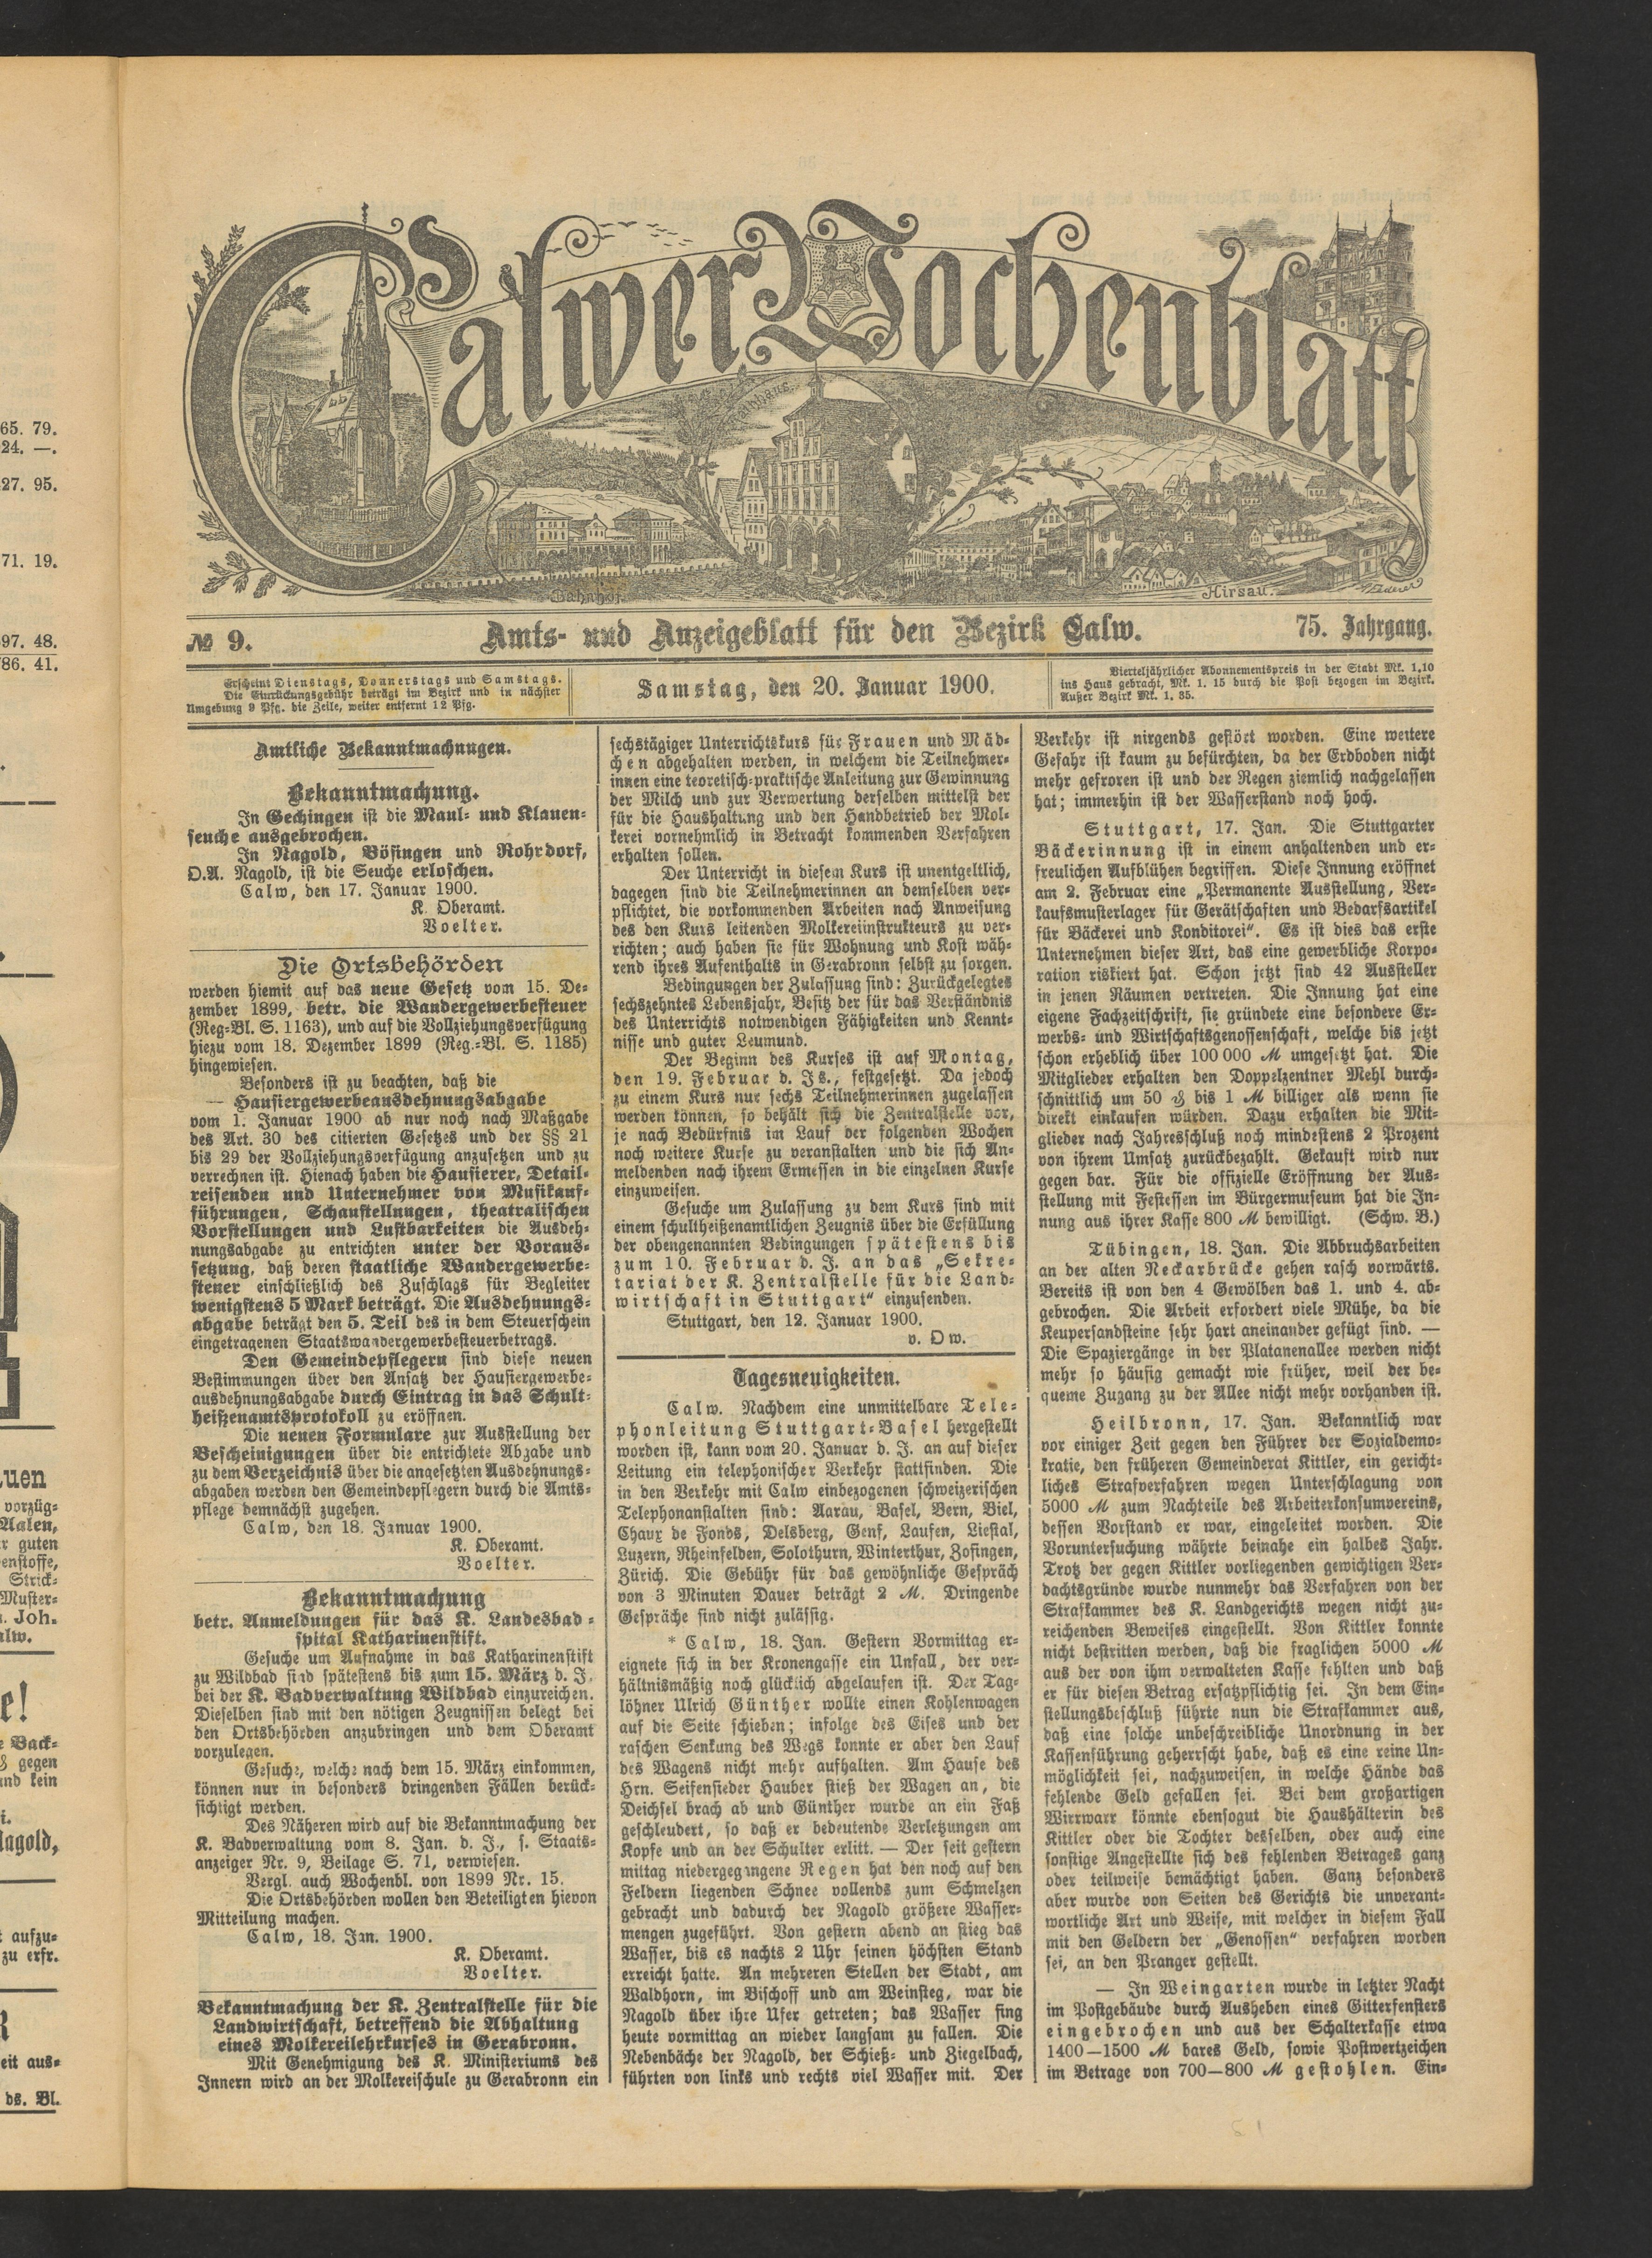 Calwer Wochenblatt
Rathhaus.
Bahnhof.
Hirsau.
№ 9.
Amts- und Anzeigeblatt für den Bezirk Calw.
75. Jahrgang.
Erscheint Dienstags, Donnerstags und Samstags.
Die Einrückungsgebühr beträgt im Bezirk und in nächster
Umgebung 9 Pfg. die Zeile, weiter entfernt 12 Pfg.
Samstag, den 20. Januar 1900.
Vierteljährlicher Abonnementspreis in der Stadt Mk. 1.10
ins Haus gebracht, Mk. 1. 15 durch die Post bezogen im Bezirk.
Außer Bezirk Mk. 1. 35.
Amtliche Bekanntmachungen.
Bekanntmachung.
In Gechingen ist die Maul- und Klauen-
seuche ausgebrochen.
In Nagold, Bösingen und Rohrdorf,
O.A. Nagold, ist die Seuche erloschen.
Calw, den 17. Januar 1900.
K. Oberamt.
Voelter.
Die Ortsbehörden
werden hiemit auf das neue Gesetz vom 15. De-
zember 1899, betr. die Wandergewerbesteuer
(Reg-Bl. S. 1163), und auf die Vollziehungsverfügung
hiezu vom 18. Dezember 1899 (Reg.-Bl. S. 1185)
hingewiesen.
Besonders ist zu beachten, daß die
— Hausiergewerbeausdehnungsabgabe
vom 1. Januar 1900 ab nur noch nach Maßgabe
des Art. 30 des citierten Gesetzes und der §§ 21
bis 29 der Vollziehungsverfügung anzusetzen und zu
verrechnen ist. Hienach haben die Hausierer, Detail-
reisenden und Unternehmer von Musikauf-
führungen, Schaustellungen, theatralischen
Vorstellungen und Lustbarkeiten die Ausdeh-
nungsabgabe zu entrichten unter der Voraus-
setzung, daß deren staatliche Wandergewerbe-
steuer einschließlich des Zuschlags für Begleiter
wenigstens 5 Mark beträgt. Die Ausdehnungs-
abgabe beträgt den 5. Teil des in dem Steuerschein
eingetragenen Staatswandergewerbesteuerbetrags.
Den Gemeindepflegern sind diese neuen
Bestimmungen über den Ansatz der Hausiergewerbe-
ausdehnungsabgabe durch Eintrag in das Schult-
heißenamtsprotokoll zu eröffnen.
Die neuen Formulare zur Ausstellung der
Bescheinigungen über die entrichtete Abgabe und
zu dem Verzeichnis über die angesetzten Ausdehnungs-
abgaben werden den Gemeindepflegern durch die Amts-
pflege demnächst zugehen.
Calw, den 18. Januar 1900.
K. Oberamt.
Voelter.
Bekanntmachung
betr. Anmeldungen für das K. Landesbad-
spital Katharinenstift.
Gesuche um Aufnahme in das Katharinenstift
zu Wildbad sind spätestens bis zum 15. März d. J.
bei der K. Badverwaltung Wildbad einzureichen.
Dieselben sind mit den nötigen Zeugnissen belegt bei
den Ortsbehörden anzubringen und dem Oberamt
vorzulegen.
Gesuche, welche nach dem 15. März einkommen,
können nur in besonders dringenden Fällen berück-
sichtigt werden.
Des Näheren wird auf die Bekanntmachung der
K. Badverwaltung vom 8. Jan. d. J., s. Staats-
anzeiger Nr. 9, Beilage S. 71, verwiesen.
Vergl. auch Wochenbl. von 1899 Nr. 15.
Die Ortsbehörden wollen den Beteiligten hievon
Mitteilung machen.
Calw, 18. Jan. 1900.
K. Oberamt.
Voelter.
Bekanntmachung der K. Zentralstelle für die
Landwirtschaft, betreffend die Abhaltung
eines Molkereilehrkurses in Gerabronn.
Mit Genehmigung des K. Ministeriums des
Innern wird an der Molkereischule zu Gerabronn ein
sechstägiger Unterrichtskurs für Frauen und Mäd-
chen abgehalten werden, in welchem die Teilnehmer-
innen eine teoretisch-praktische Anleitung zur Gewinnung
der Milch und zur Verwertung derselben mittelst der
für die Haushaltung und den Handbetrieb der Mol-
kerei vornehmlich in Betracht kommenden Verfahren
erhalten sollen.
Der Unterricht in diesem Kurs ist unentgeltlich,
dagegen sind die Teilnehmerinnen an demselben ver-
pflichtet, die vorkommenden Arbeiten nach Anweisung
des den Kurs leitenden Molkereiinstrukteurs zu ver-
richten; auch haben sie für Wohnung und Kost wäh-
rend ihres Aufenthalts in Gerabronn selbst zu sorgen.
Bedingungen der Zulassung sind: Zurückgelegtes
sechszehntes Lebensjahr, Besitz der für das Verständnis
des Unterrichts notwendigen Fähigkeiten und Kennt-
nisse und guter Leumund.
Der Beginn des Kurses ist auf Montag,
den 19. Februar d. Js., festgesetzt. Da jedoch
zu einem Kurs nur sechs Teilnehmerinnen zugelassen
werden können, so behält sich die Zentralstelle vor,
je nach Bedürfnis im Lauf der folgenden Wochen
noch weitere Kurse zu veranstalten und die sich An-
meldenden nach ihrem Ermessen in die einzelnen Kurse
einzuweisen.
Gesuche um Zulassung zu dem Kurs sind mit
einem schultheißenamtlichen Zeugnis über die Erfüllung
der obengenannten Bedingungen spätestens bis
zum 10. Februar d. J. an das „Sekre-
tariat der K. Zentralstelle für die Land-
wirtschaft in Stuttgart“ einzusenden.
Stuttgart, den 12. Januar 1900.
v. Ow.
Tagesneuigkeiten.
Calw. Nachdem eine unmittelbare Tele-
phonleitung Stuttgart-Basel hergestellt
worden ist, kann vom 20. Januar d. J. an auf dieser
Leitung ein telephonischer Verkehr stattfinden. Die
in den Verkehr mit Calw einbezogenen schweizerischen
Telephonanstalten sind: Aarau, Basel, Bern, Biel,
Chaux de Fonds, Delsberg, Genf, Laufen, Liestal,
Luzern, Rheinfelden, Solothurn, Winterthur, Zofingen,
Zürich. Die Gebühr für das gewöhnliche Gespräch
von 3 Minuten Dauer beträgt 2 M. Dringende
Gespräche sind nicht zulässig.
* Calw, 18. Jan. Gestern Vormittag er-
eignete sich in der Kronengasse ein Unfall, der ver-
hältnismäßig noch glücklich abgelaufen ist. Der Tag-
löhner Ulrich Günther wollte einen Kohlenwagen
auf die Seite schieben; infolge des Eises und der
raschen Senkung des Wegs konnte er aber den Lauf
des Wagens nicht mehr aufhalten. Am Hause des
Hrn. Seifensieder Hauber stieß der Wagen an, die
Deichsel brach ab und Günther wurde an ein Faß
geschleudert, so daß er bedeutende Verletzungen am
Kopfe und an der Schulter erlitt. — Der seit gestern
mittag niedergegangene Regen hat den noch auf den
Feldern liegenden Schnee vollends zum Schmelzen
gebracht und dadurch der Nagold größere Wasser-
mengen zugeführt. Von gestern abend an stieg das
Wasser, bis es nachts 2 Uhr seinen höchsten Stand
erreicht hatte. An mehreren Stellen der Stadt, am
Waldhorn, im Bischoff und am Weinsteg, war die
Nagold über ihre Ufer getreten; das Wasser fing
heute vormittag an wieder langsam zu fallen. Die
Nebenbäche der Nagold, der Schieß- und Ziegelbach,
führten von links und rechts viel Wasser mit. Der
Verkehr ist nirgends gestört worden. Eine weitere
Gefahr ist kaum zu befürchten, da der Erdboden nicht
mehr gefroren ist und der Regen ziemlich nachgelassen
hat; immerhin ist der Wasserstand noch hoch.
Stuttgart, 17. Jan. Die Stuttgarter
Bäckerinnung ist in einem anhaltenden und er-
freulichen Aufblühen begriffen. Diese Innung eröffnet
am 2. Februar eine „Permanente Ausstellung, Ver-
kaufsmusterlager für Gerätschaften und Bedarfsartikel
für Bäckerei und Konditorei“. Es ist dies das erste
Unternehmen dieser Art, das eine gewerbliche Korpo-
ration riskiert hat. Schon jetzt sind 42 Aussteller
in jenen Räumen vertreten. Die Innung hat eine
eigene Fachzeitschrift, sie gründete eine besondere Er-
werbs- und Wirtschaftsgenossenschaft, welche bis jetzt
schon erheblich über 100 000 M umgesetzt hat. Die
Mitglieder erhalten den Doppelzentner Mehl durch-
schnittlich um 50 ₰ bis 1 M billiger als wenn sie
direkt einkaufen würden. Dazu erhalten die Mit-
glieder nach Jahresschluß noch mindestens 2 Prozent
von ihrem Umsatz zurückbezahlt. Gekauft wird nur
gegen bar. Für die offizielle Eröffnung der Aus-
stellung mit Festessen im Bürgermuseum hat die In-
nung aus ihrer Kasse 800 M bewilligt. (Schw. B.)
Tübingen, 18. Jan. Die Abbruchsarbeiten
an der alten Neckarbrücke gehen rasch vorwärts.
Bereits ist von den 4 Gewölben das 1. und 4. ab-
gebrochen. Die Arbeit erfordert viele Mühe, da die
Keupersandsteine sehr hart aneinander gefügt sind. —
Die Spaziergänge in der Platanenallee werden nicht
mehr so häufig gemacht wie früher, weil der be-
queme Zugang zu der Allee nicht mehr vorhanden ist.
Heilbronn, 17. Jan. Bekanntlich war
vor einiger Zeit gegen den Führer der Sozialdemo-
kratie, den früheren Gemeinderat Kittler, ein gericht-
liches Strafverfahren wegen Unterschlagung von
5000 M zum Nachteile des Arbeiterkonsumvereins,
dessen Vorstand er war, eingeleitet worden. Die
Voruntersuchung währte beinahe ein halbes Jahr.
Trotz der gegen Kittler vorliegenden gewichtigen Ver-
dachtsgründe wurde nunmehr das Verfahren von der
Strafkammer des K. Landgerichts wegen nicht zu-
reichenden Beweises eingestellt. Von Kittler konnte
nicht bestritten werden, daß die fraglichen 5000 M
aus der von ihm verwalteten Kasse fehlten und daß
er für diesen Betrag ersatzpflichtig sei. In dem Ein-
stellungsbeschluß führte nun die Strafkammer aus,
daß eine solche unbeschreibliche Unordnung in der
Kassenführung geherrscht habe, daß es eine reine Un-
möglichkeit sei, nachzuweisen, in welche Hände das
fehlende Geld gefallen sei. Bei dem großartigen
Wirrwarr könnte ebensogut die Haushälterin des
Kittler oder die Tochter desselben, oder auch eine
sonstige Angestellte sich des fehlenden Betrages ganz
oder teilweise bemächtigt haben. Ganz besonders
aber wurde von Seiten des Gerichts die unverant-
wortliche Art und Weise, mit welcher in diesem Fall
mit den Geldern der „Genossen“ verfahren worden
sei, an den Pranger gestellt.
— In Weingarten wurde in letzter Nacht
im Postgebäude durch Ausheben eines Gitterfensters
eingebrochen und aus der Schalterkasse etwa
1400—1500 M bares Geld, sowie Postwertzeichen
im Betrage von 700—800 M gestohlen. Ein-
65. 79.
24. —.
27. 95.
71. 19.
97. 48.
86. 41.
vorzüg-
Aalen,
guten
Strick-
Muster-
Joh.
Back-
gegen
und kein
Nagold,
aufzu-
zu erfr.
aus-
ds. Bl.